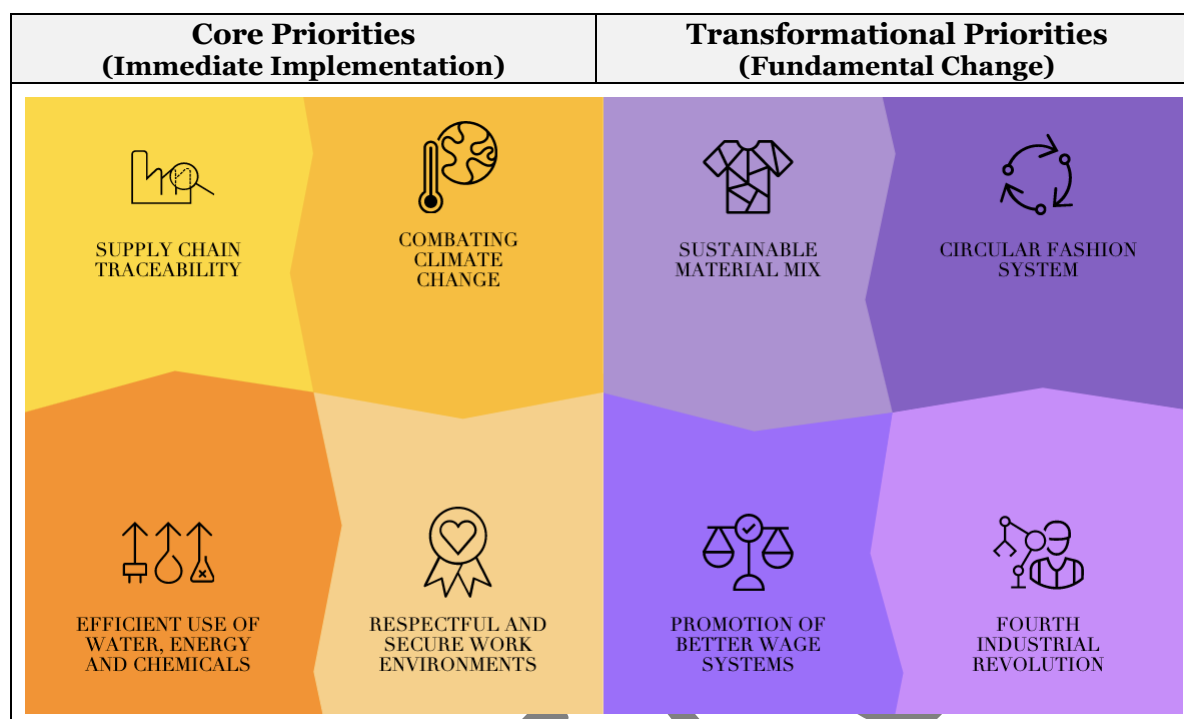 Core Priorities
(Immediate Implementation)
Transformational Priorities
(Fundamental Change)
SUPPLY CHAIN
TRACEABILITY
COMBATING
CLIMATE
CHANGE
SUSTAINABLE
MATERIAL MIX
CIRCULAR FASHION
SYSTEM
EFFICIENT USE OF
WATER, ENERGY
AND CHEMICALS
RESPECTFUL AND
SECURE WORK
ENVIRONMENTS
PROMOTION OF
BETTER WAGE
SYSTEMS
FOURTH
INDUSTRIAL
REVOLUTION